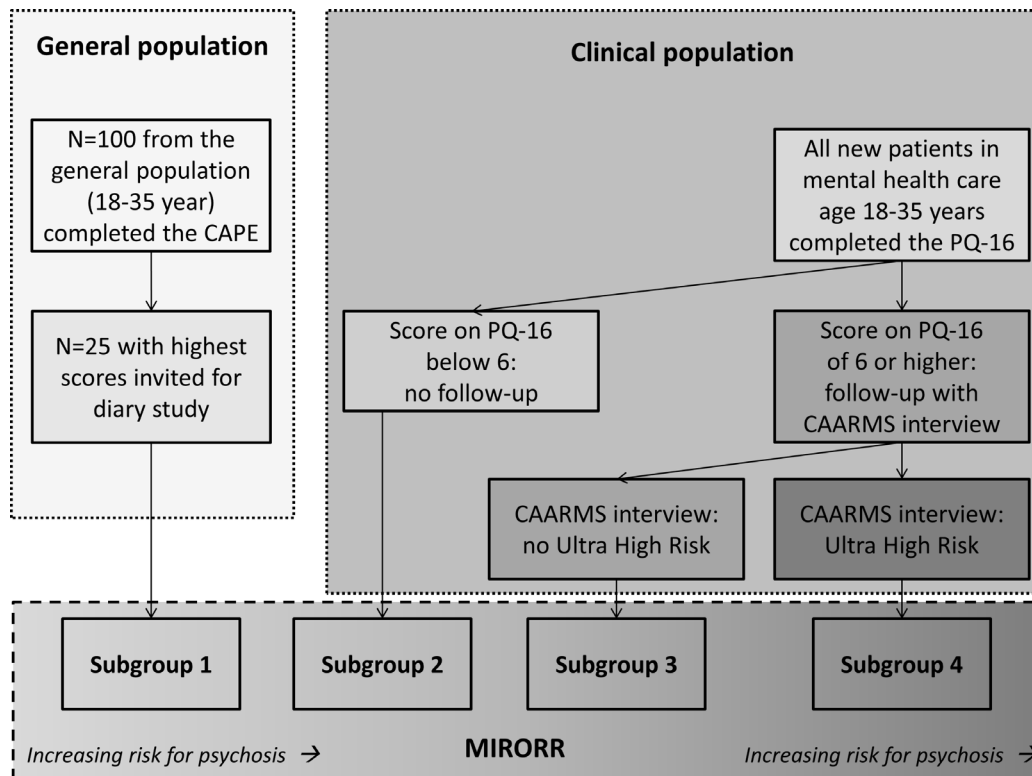 General population
N=100 from the
general population
(18-35 year)
completed the CAPE
N=25 with highest
scores invited for
diary study
Clinical population
All new patients in
mental health care
age 18-35 years
completed the PQ-16
Score on PQ-16
below 6:
no follow-up
Score on PQ-16
of 6 or higher:
follow-up with
CAARMS interview
CAARMS interview:
no Ultra High Risk
CAARMS interview:
Ultra High Risk
Subgroup 1
Subgroup 2
Subgroup 3
Subgroup 4
Increasing risk for psychosis →
MIRORR
Increasing risk for psychosis →